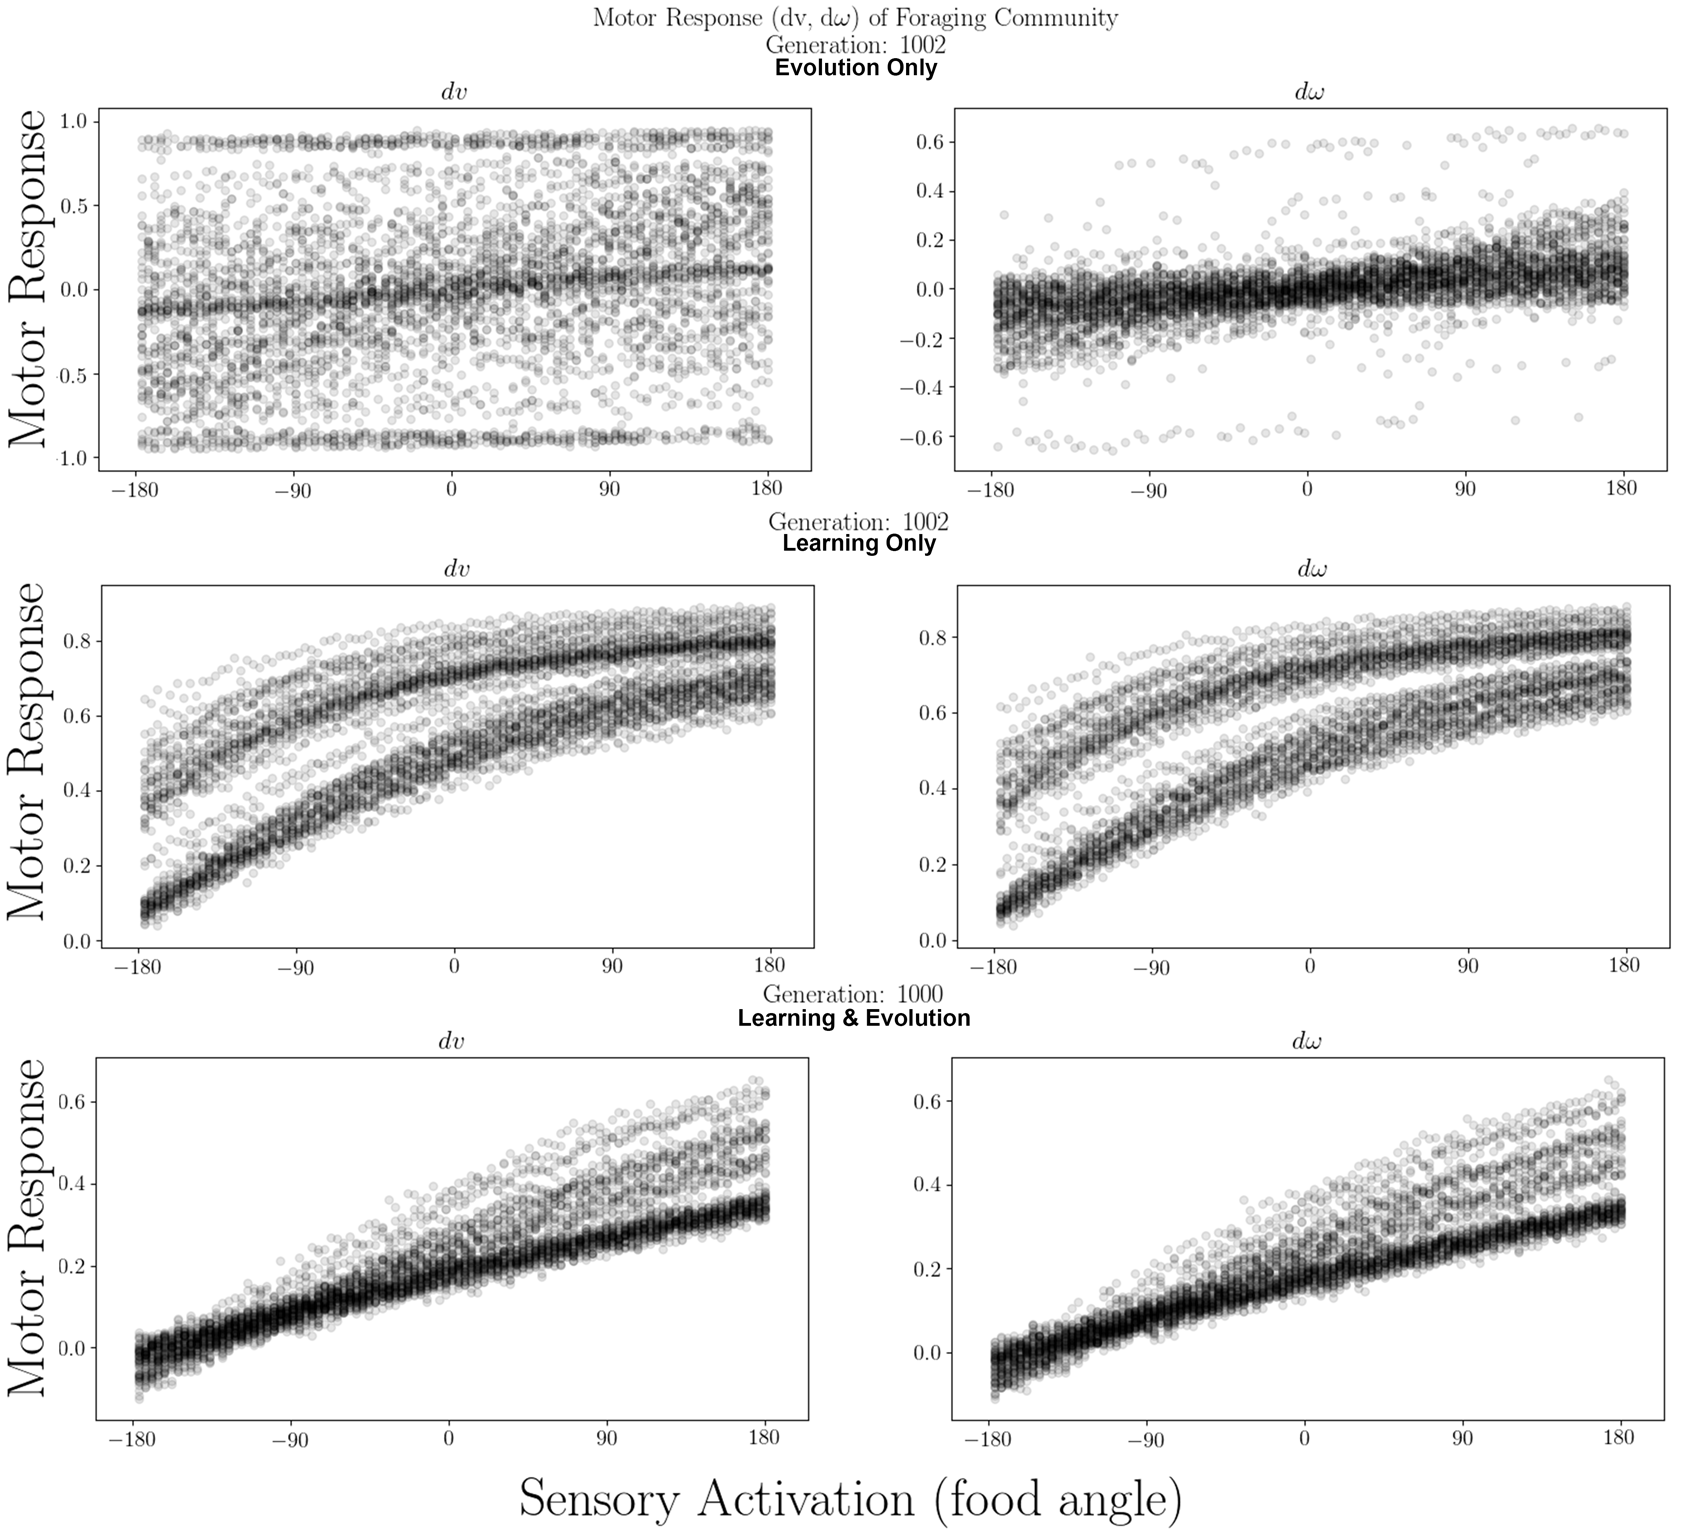 Motor Response (dv, dω) of Foraging Community
Generation: 1002
Evolution Only
dv dω
Motor Response
1.0
0.5
0.0
-0.5
1.0
−180 −90 0 90 180
0.6
0.4
0.2
0.0
−0.2
−0.4
−0.6
−180 −90 0 90 180
Generation: 1002
Learning Only
dv dω
Motor Response
0.8
0.6
0.4
0.2
0.0
−180 −90 0 90 180
0.8
0.6
0.4
0.2
0.0
−180 −90 0 90 180
Generation: 1000
Learning & Evolution
dv dω
Motor Response
0.6
0.4
0.2
0.0
−180 −90 0 90 180
0.6
0.4
0.2
0.0
−180 −90 0 90 180
Sensory Activation (food angle)